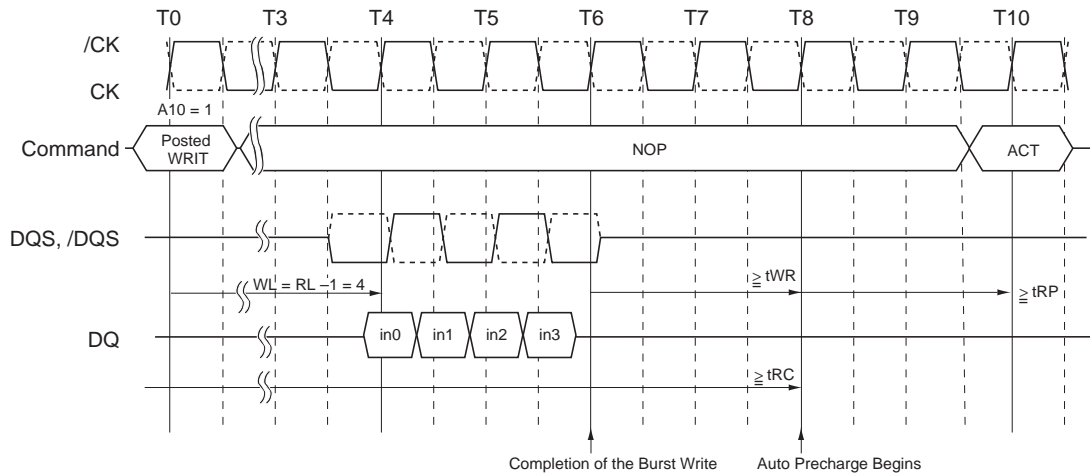 T0 T3 T4 T5 T6 T7 T8 T9 T10
/CK
CK
A10 = 1
Command
Posted
WRIT
NOP
ACT
DQS, /DQS
WL = RL –1 = 4
≧ tWR
≧ tRP
DQ
in0 in1 in2 in3
≧ tRC
Completion of the Burst Write
Auto Precharge Begins